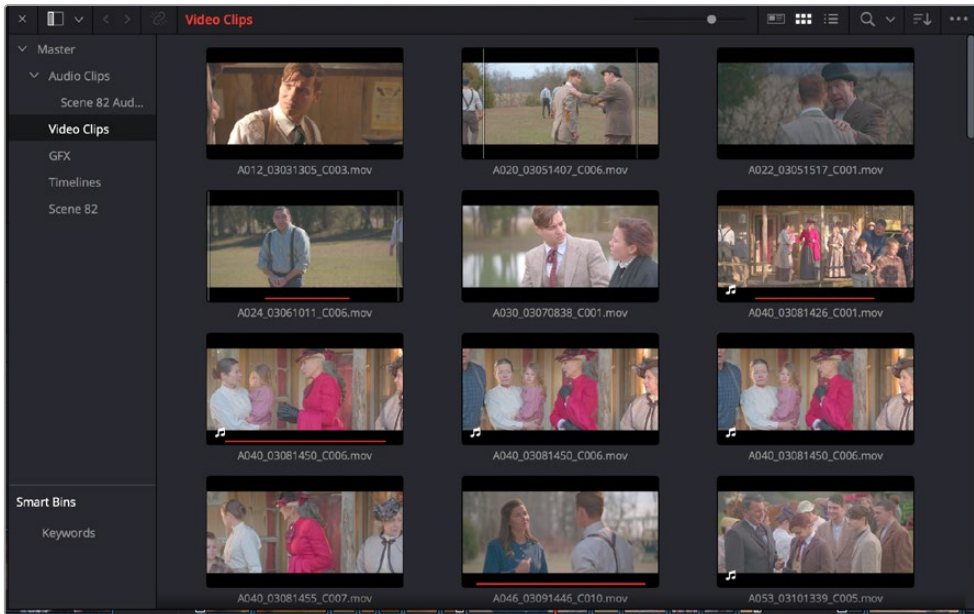 Video Clips
Master
Audio Clips
Scene 82 Aud...
Video Clips
GFX
Timelines
Scene 82
A012_03031305_C003.mov
A020_03051407_C006.mov
A022_03051517_C001.mov
A024_03061011_C006.mov
A030_03070838_C001.mov
A040_03081426_C001.mov
A040_03081450_C006.mov
A040_03081450_C006.mov
A040_03081450_C006.mov
A040_03081455_C007.mov
A046_03091446_C010.mov
A053_03101339_C005.mov
Smart Bins
Keywords